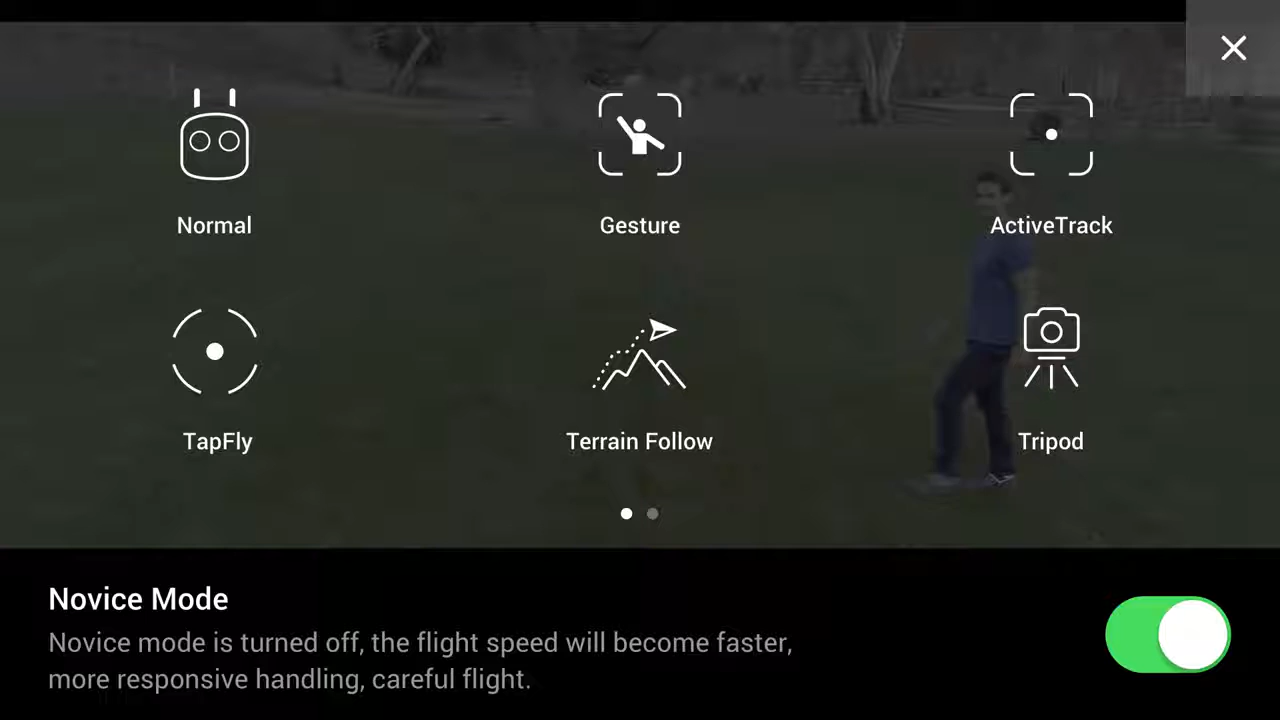 Normal
Gesture
ActiveTrack
TapFly
Terrain Follow
Tripod
Novice Mode
Novice mode is turned off, the flight speed will become faster,
more responsive handling, careful flight.